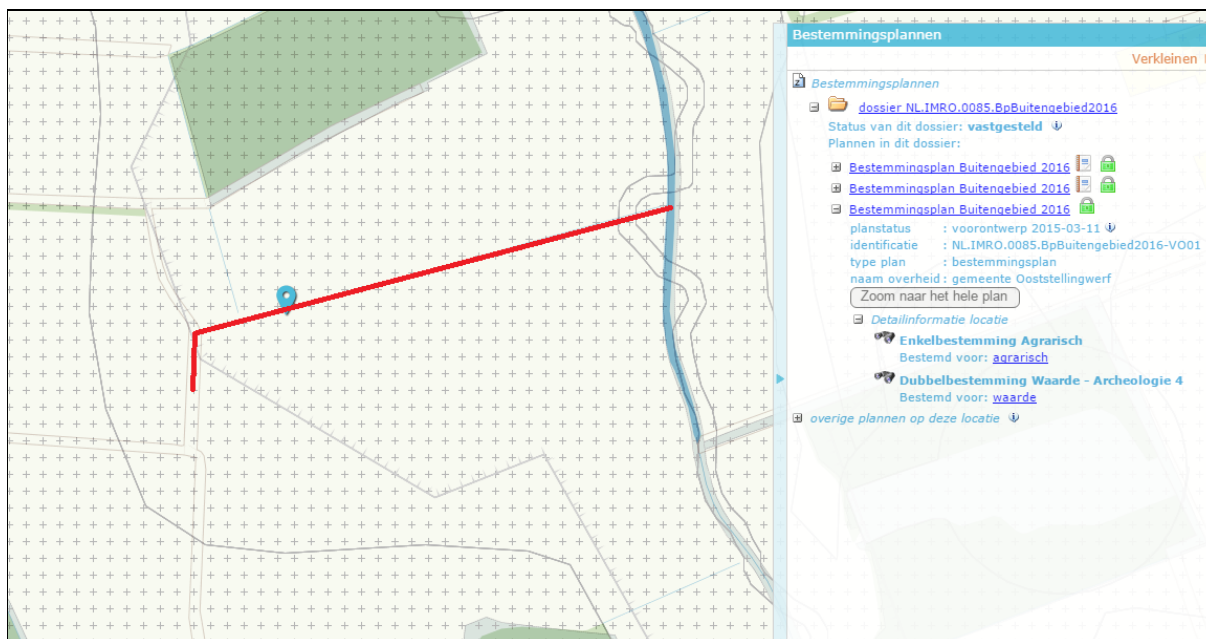 Bestemmingsplannen
Verkleinen
Bestemmingsplannen
dossier NL.IMRO.0085.BpBuitengebied2016
Status van dit dossier: vastgesteld
Plannen in dit dossier:
Bestemmingsplan Buitengebied 2016
Bestemmingsplan Buitengebied 2016
Bestemmingsplan Buitengebied 2016
planstatus : voorontwerp 2015-03-11
identificatie : NL.IMRO.0085.BpBuitengebied2016-VO01
type plan : bestemmingsplan
naam overheid : gemeente Ooststellingwerf
Zoom naar het hele plan
Detailinformatie locatie
Enkelbestemming Agrarisch
Bestemd voor: agrarisch
Dubbelbestemming Waarde - Archeologie 4
Bestemd voor: waarde
overige plannen op deze locatie